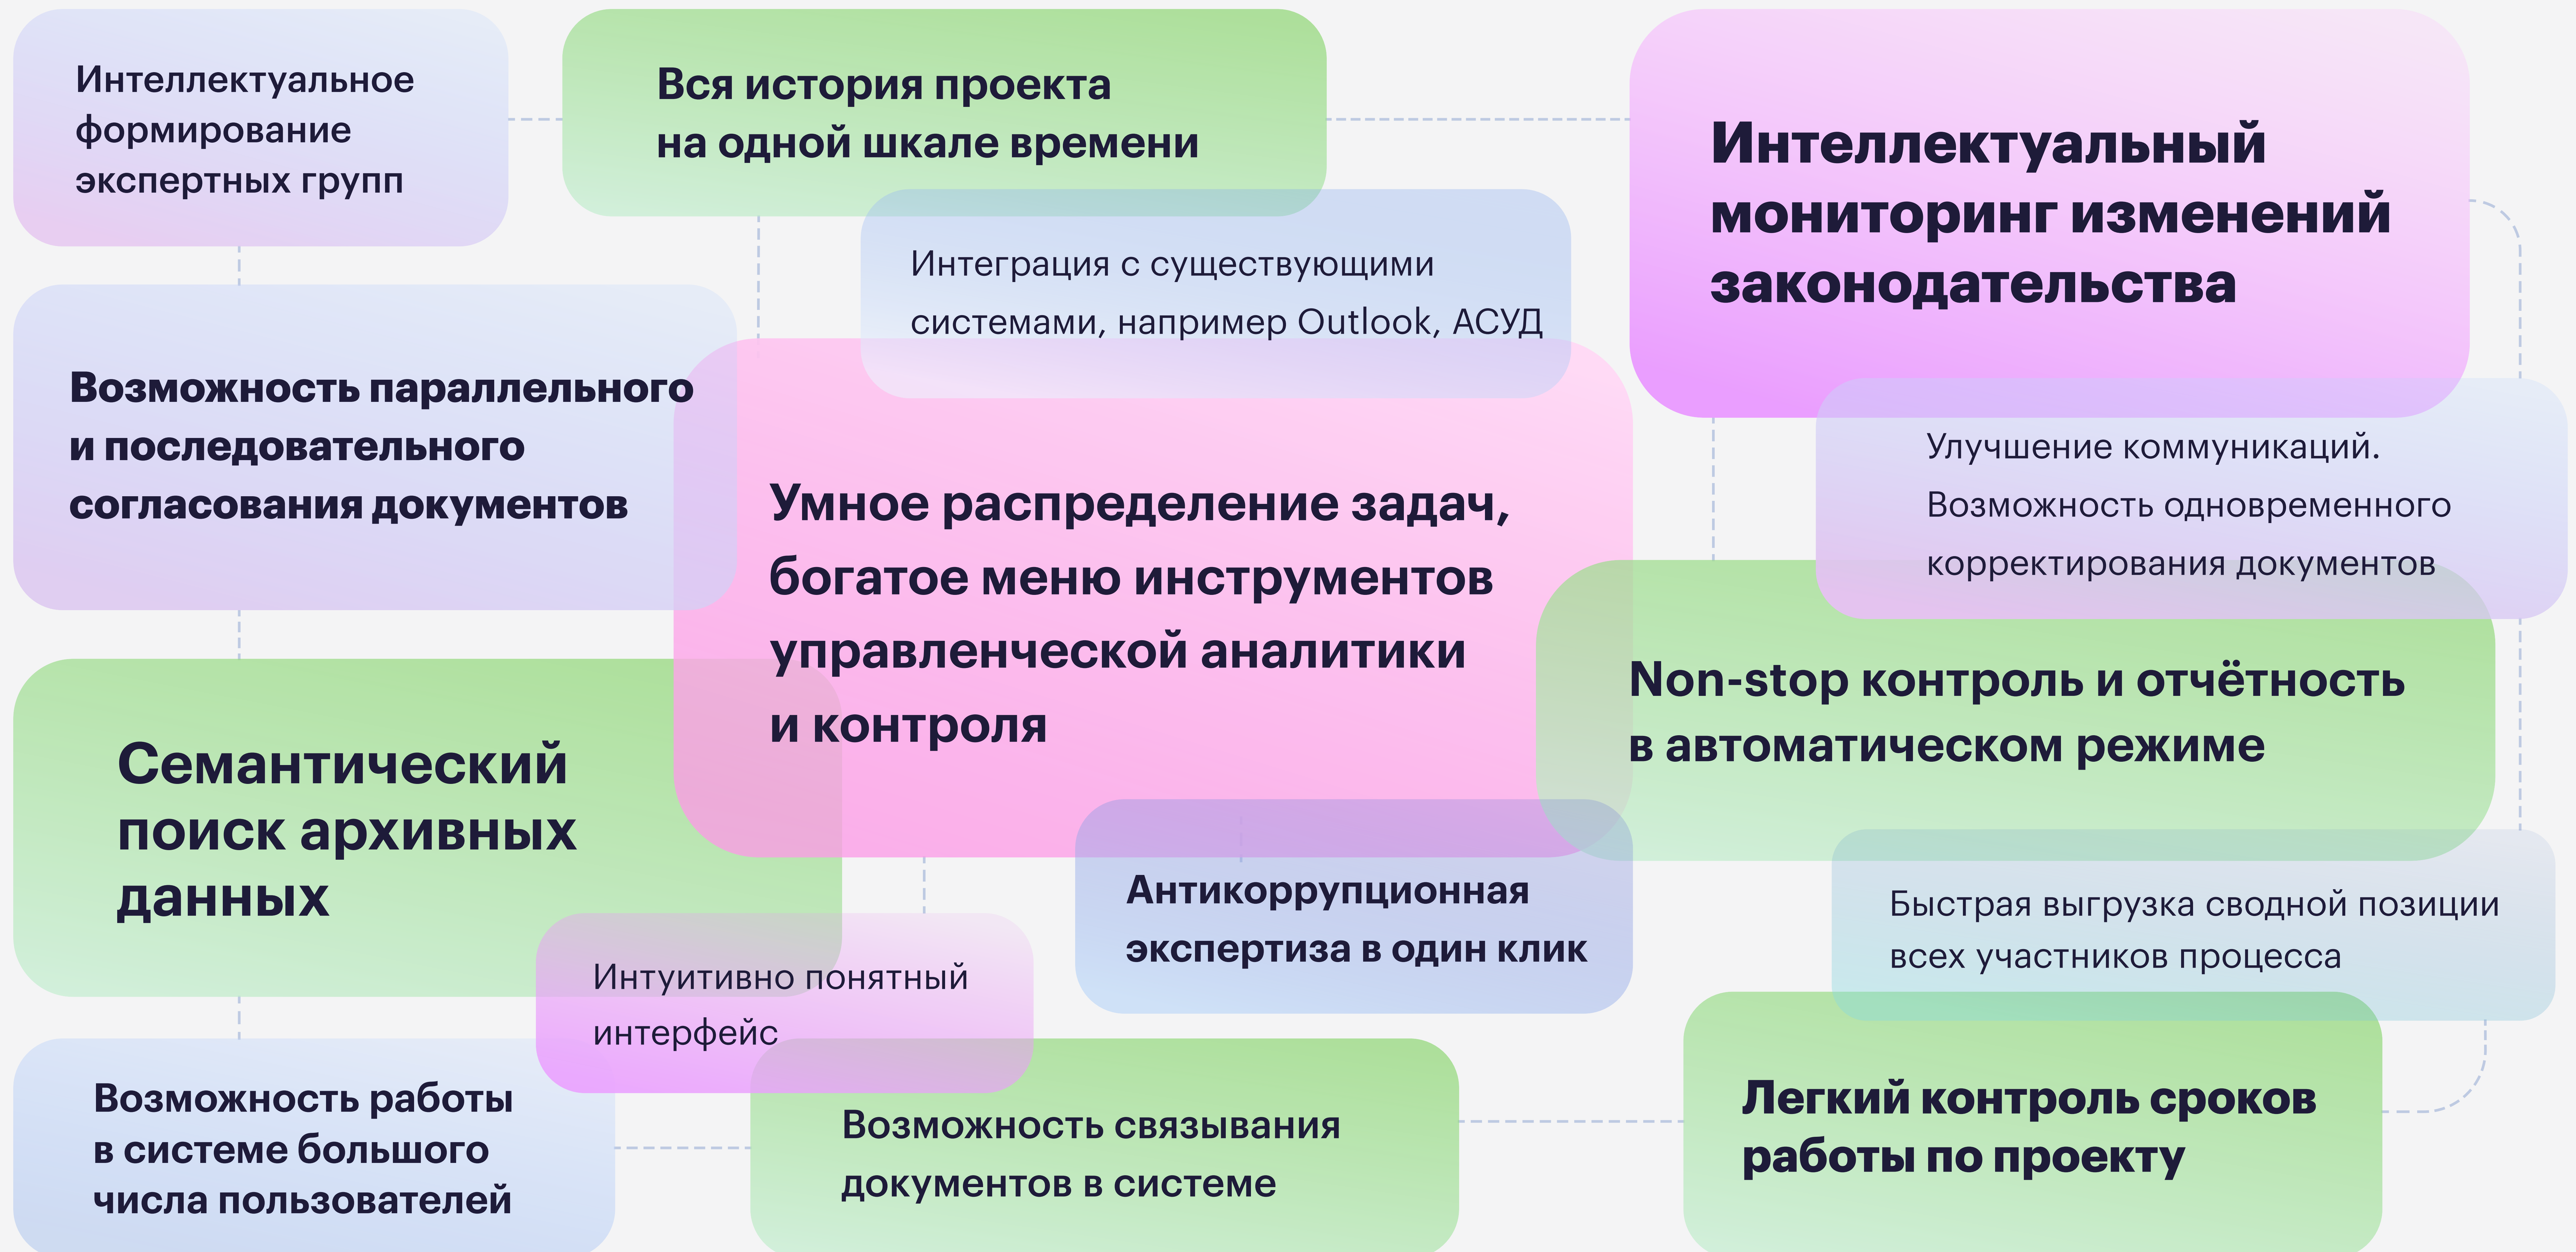 Интеллектуальное
формирование
экспертных групп
Вся история проекта
на одной шкале времени
Интеллектуальный
мониторинг изменений
законодательства
Интеграция с существующими
системами, например Outlook, АСУД
Возможность параллельного
и последовательного
согласования документов
Улучшение коммуникаций.
Возможность одновременного
корректирования документов
Умное распределение задач,
богатое меню инструментов
управленческой аналитики
и контроля
Non-stop контроль и отчётность
в автоматическом режиме
Семантический
поиск архивных
данных
Антикоррупционная
экспертиза в один клик
Быстрая выгрузка сводной позиции
всех участников процесса
Интуитивно понятный
интерфейс
Возможность работы
в системе большого
числа пользователей
Возможность связывания
документов в системе
Легкий контроль сроков
работы по проекту